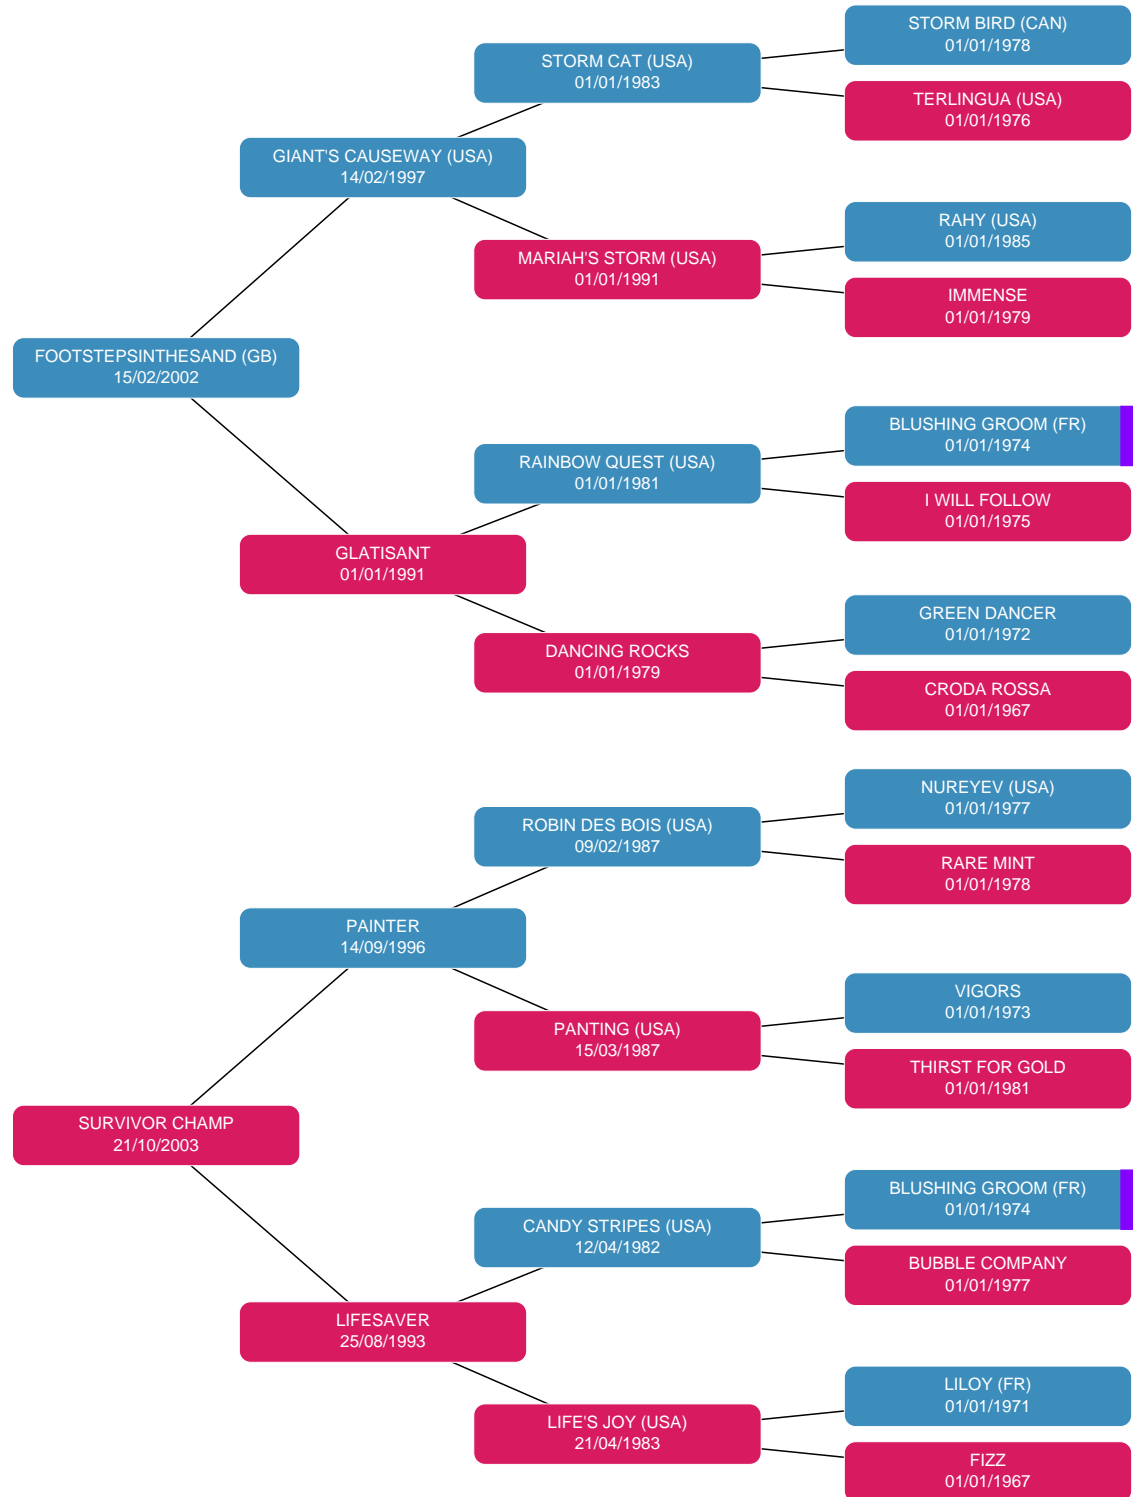 STORM BIRD (CAN)
01/01/1978
STORM CAT (USA)
01/01/1983
TERLINGUA (USA)
01/01/1976
GIANT'S CAUSEWAY (USA)
14/02/1997
RAHY (USA)
01/01/1985
MARIAH'S STORM (USA)
01/01/1991
IMMENSE
01/01/1979
FOOTSTEPSINTHESAND (GB)
15/02/2002
BLUSHING GROOM (FR)
01/01/1974
RAINBOW QUEST (USA)
01/01/1981
I WILL FOLLOW
01/01/1975
GLATISANT
01/01/1991
GREEN DANCER
01/01/1972
DANCING ROCKS
01/01/1979
CRODA ROSSA
01/01/1967
NUREYEV (USA)
01/01/1977
ROBIN DES BOIS (USA)
09/02/1987
RARE MINT
01/01/1978
PAINTER
14/09/1996
VIGORS
01/01/1973
PANTING (USA)
15/03/1987
THIRST FOR GOLD
01/01/1981
SURVIVOR CHAMP
21/10/2003
BLUSHING GROOM (FR)
01/01/1974
CANDY STRIPES (USA)
12/04/1982
BUBBLE COMPANY
01/01/1977
LIFESAVER
25/08/1993
LILOY (FR)
01/01/1971
LIFE'S JOY (USA)
21/04/1983
FIZZ
01/01/1967